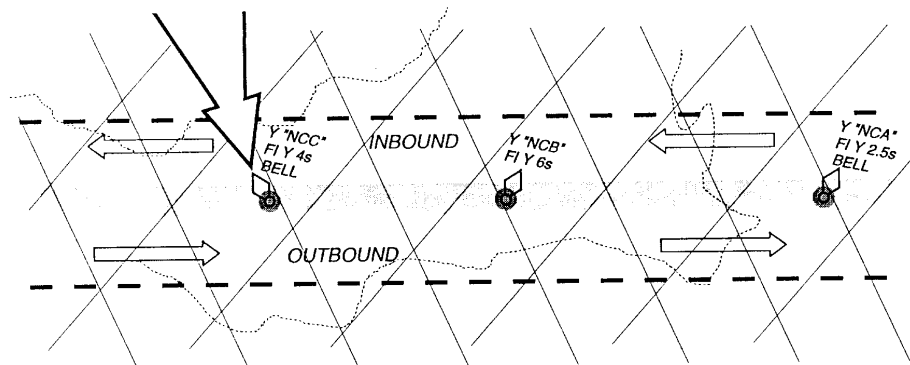 Y "NCC"
Fl Y 4s
BELL
INBOUND
Y "NCB"
Fl Y 6s
Y "NCA"
Fl Y 2.5s
BELL
OUTBOUND